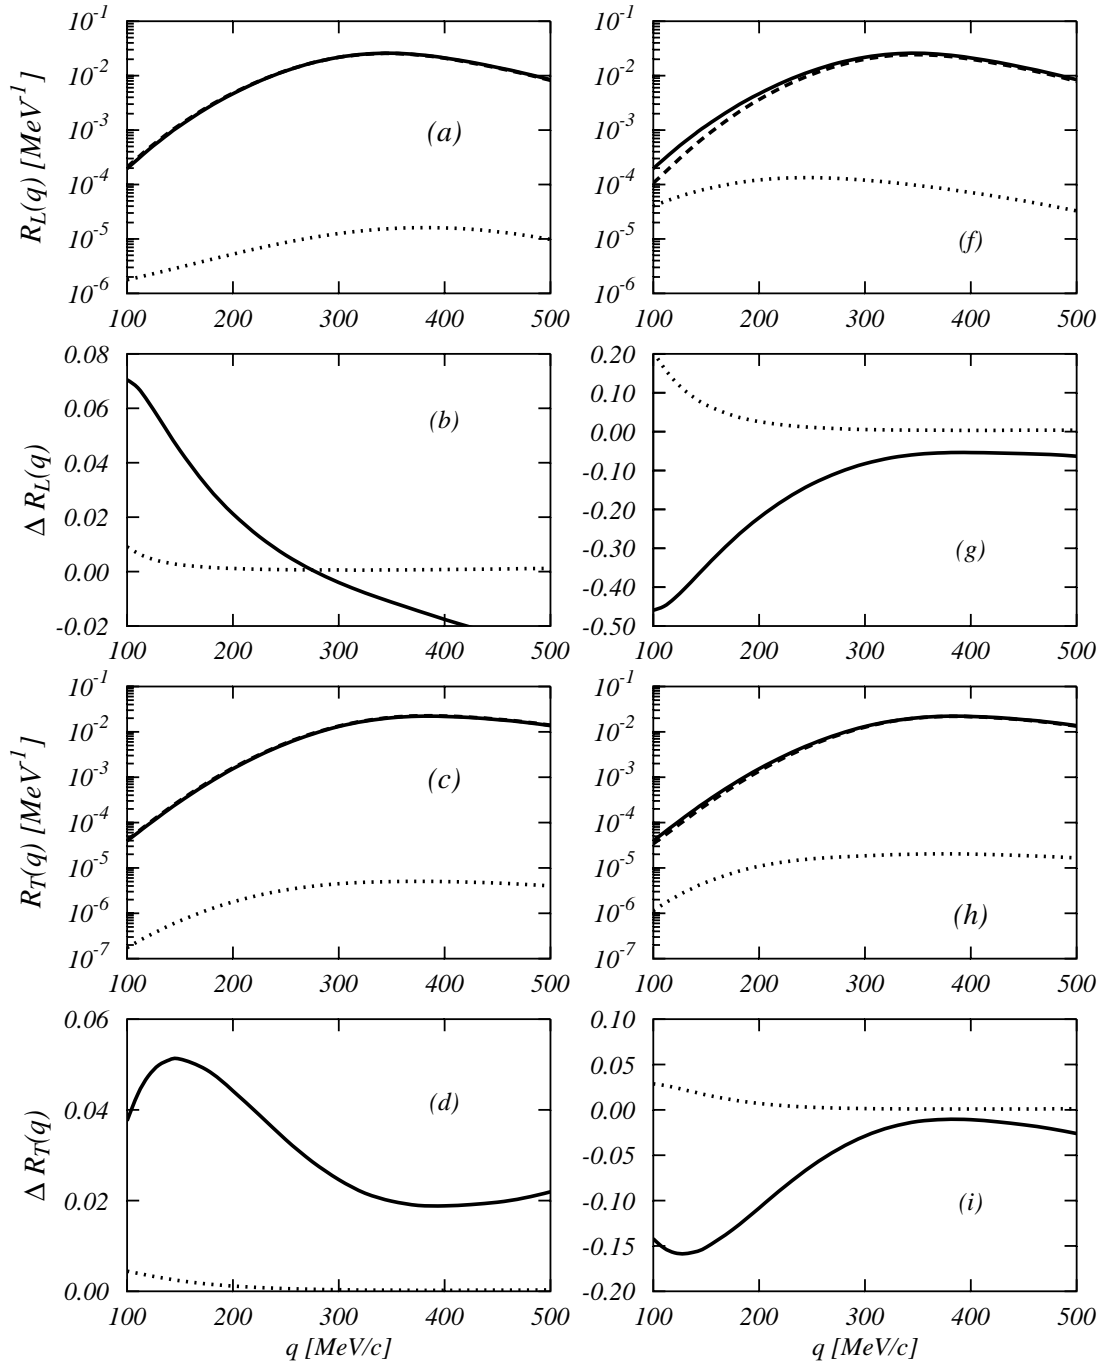 10^-1
10^-2
10^-3
10^-4
10^-5
10^-6
R_L(q) [MeV^-1]
(a)
100 200 300 400 500
10^-1
10^-2
10^-3
10^-4
10^-5
10^-6
(f)
100 200 300 400 500
0.08
0.06
0.04
0.02
0.00
-0.02
Δ R_L(q)
(b)
100 200 300 400 500
0.20
0.10
0.00
-0.10
-0.20
-0.30
-0.40
-0.50
(g)
100 200 300 400 500
10^-1
10^-2
10^-3
10^-4
10^-5
10^-6
10^-7
R_T(q) [MeV^-1]
(c)
100 200 300 400 500
10^-1
10^-2
10^-3
10^-4
10^-5
10^-6
10^-7
(h)
100 200 300 400 500
0.06
0.04
0.02
0.00
Δ R_T(q)
(d)
100 200 300 400 500
q [MeV/c]
0.10
0.05
0.00
-0.05
-0.10
-0.15
-0.20
(i)
100 200 300 400 500
q [MeV/c]